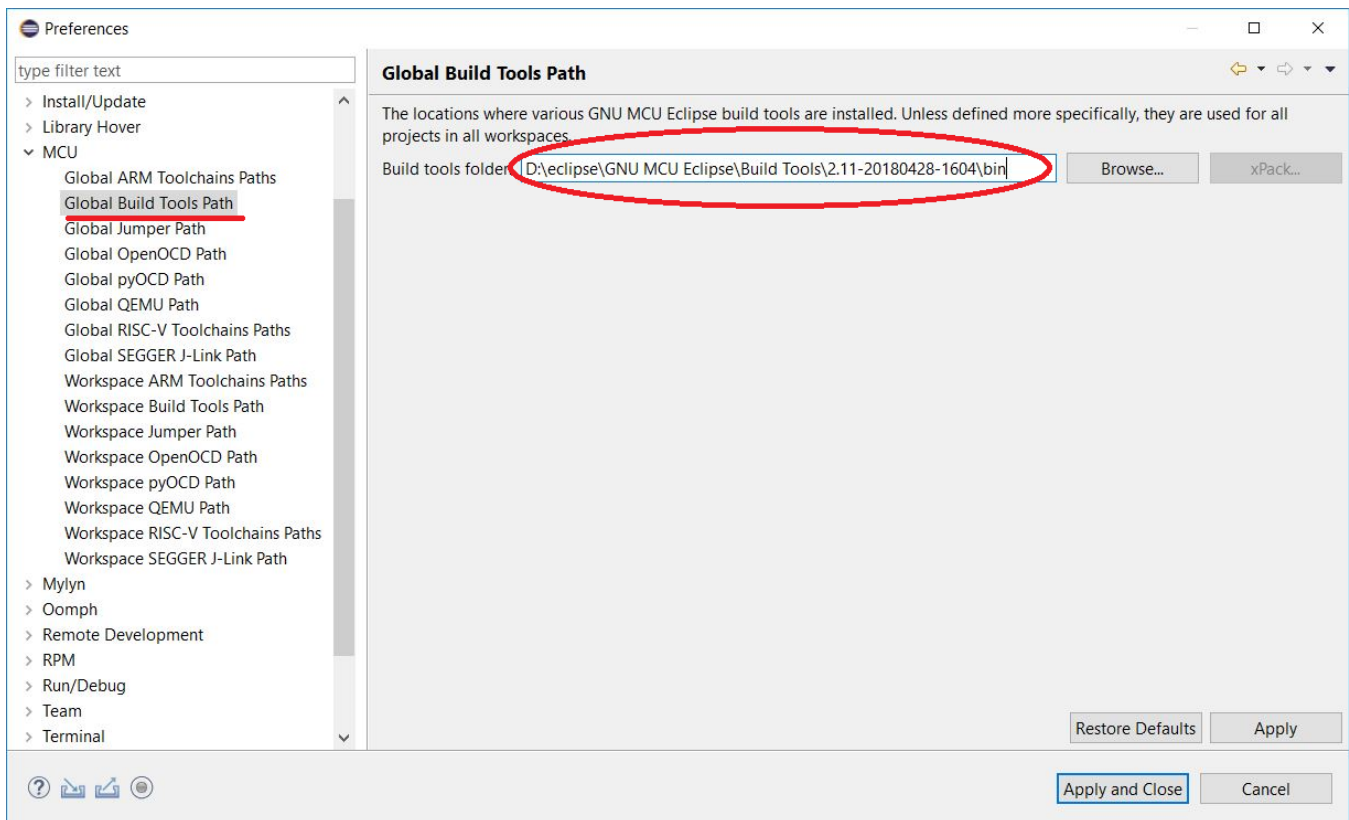 Preferences
type filter text
Install/Update
Library Hover
MCU
Global ARM Toolchains Paths
Global Build Tools Path
Global Jumper Path
Global OpenOCD Path
Global pyOCD Path
Global QEMU Path
Global RISC-V Toolchains Paths
Global SEGGER J-Link Path
Workspace ARM Toolchains Paths
Workspace Build Tools Path
Workspace Jumper Path
Workspace OpenOCD Path
Workspace pyOCD Path
Workspace QEMU Path
Workspace RISC-V Toolchains Paths
Workspace SEGGER J-Link Path
Mylyn
Oomph
Remote Development
RPM
Run/Debug
Team
Terminal
Global Build Tools Path
The locations where various GNU MCU Eclipse build tools are installed. Unless defined more specifically, they are used for all
projects in all workspaces.
Build tools folder: D:\eclipse\GNU MCU Eclipse\Build Tools\2.11-20180428-1604\bin Browse... xPack...
Restore Defaults Apply
Apply and Close Cancel